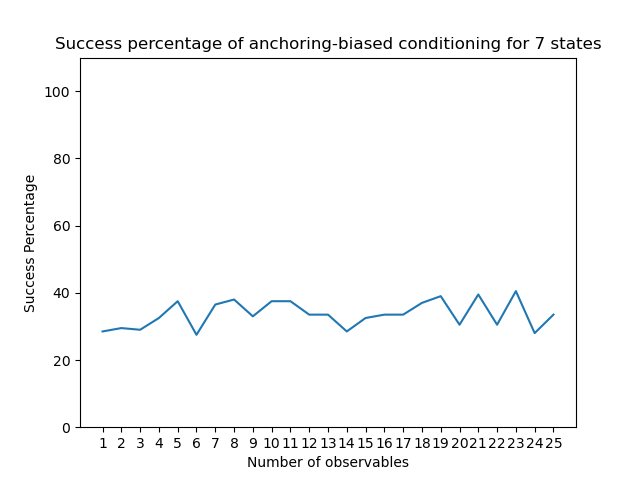 Success percentage of anchoring-biased conditioning for 7 states
100
80
60
40
20
0
Success Percentage
1 2 3 4 5 6 7 8 9 10 11 12 13 14 15 16 17 18 19 20 21 22 23 24 25
Number of observables